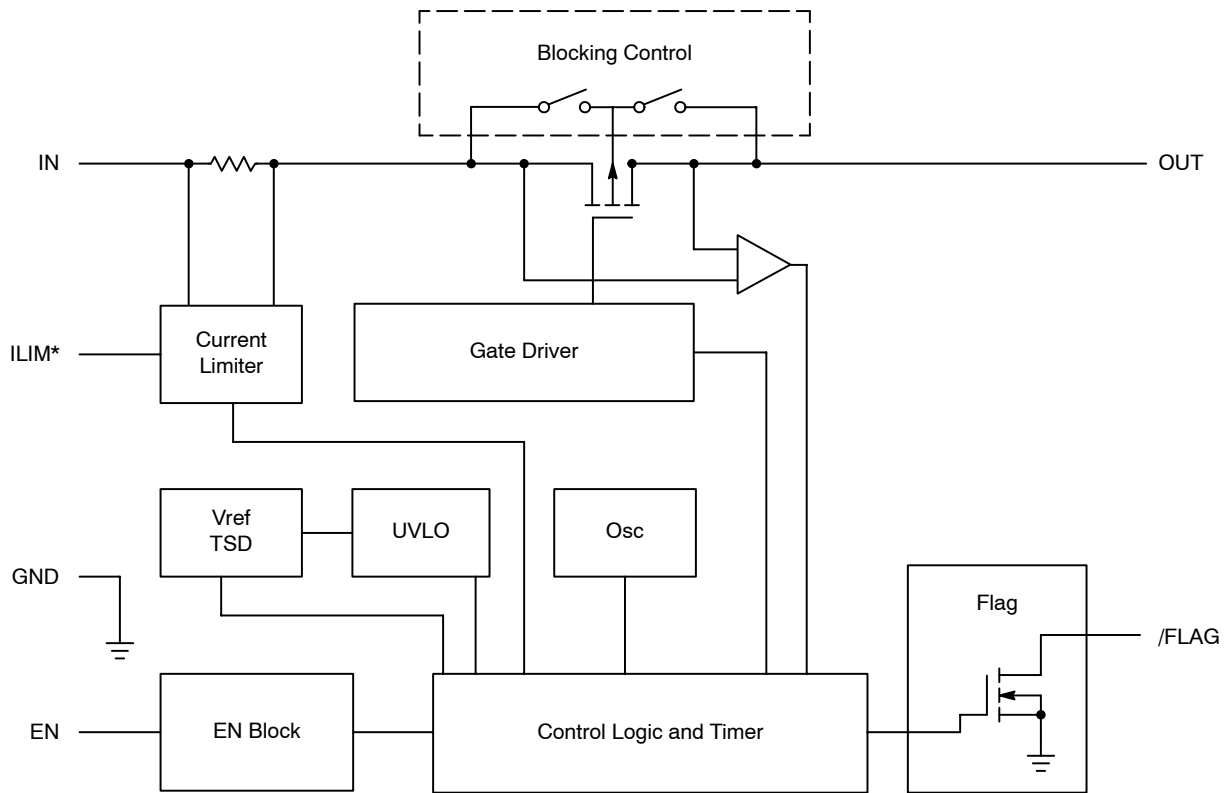 Blocking Control
IN
OUT
Current
Limiter
ILIM*
Gate Driver
Vref
TSD
UVLO
Osc
GND
Flag
/FLAG
EN
EN Block
Control Logic and Timer